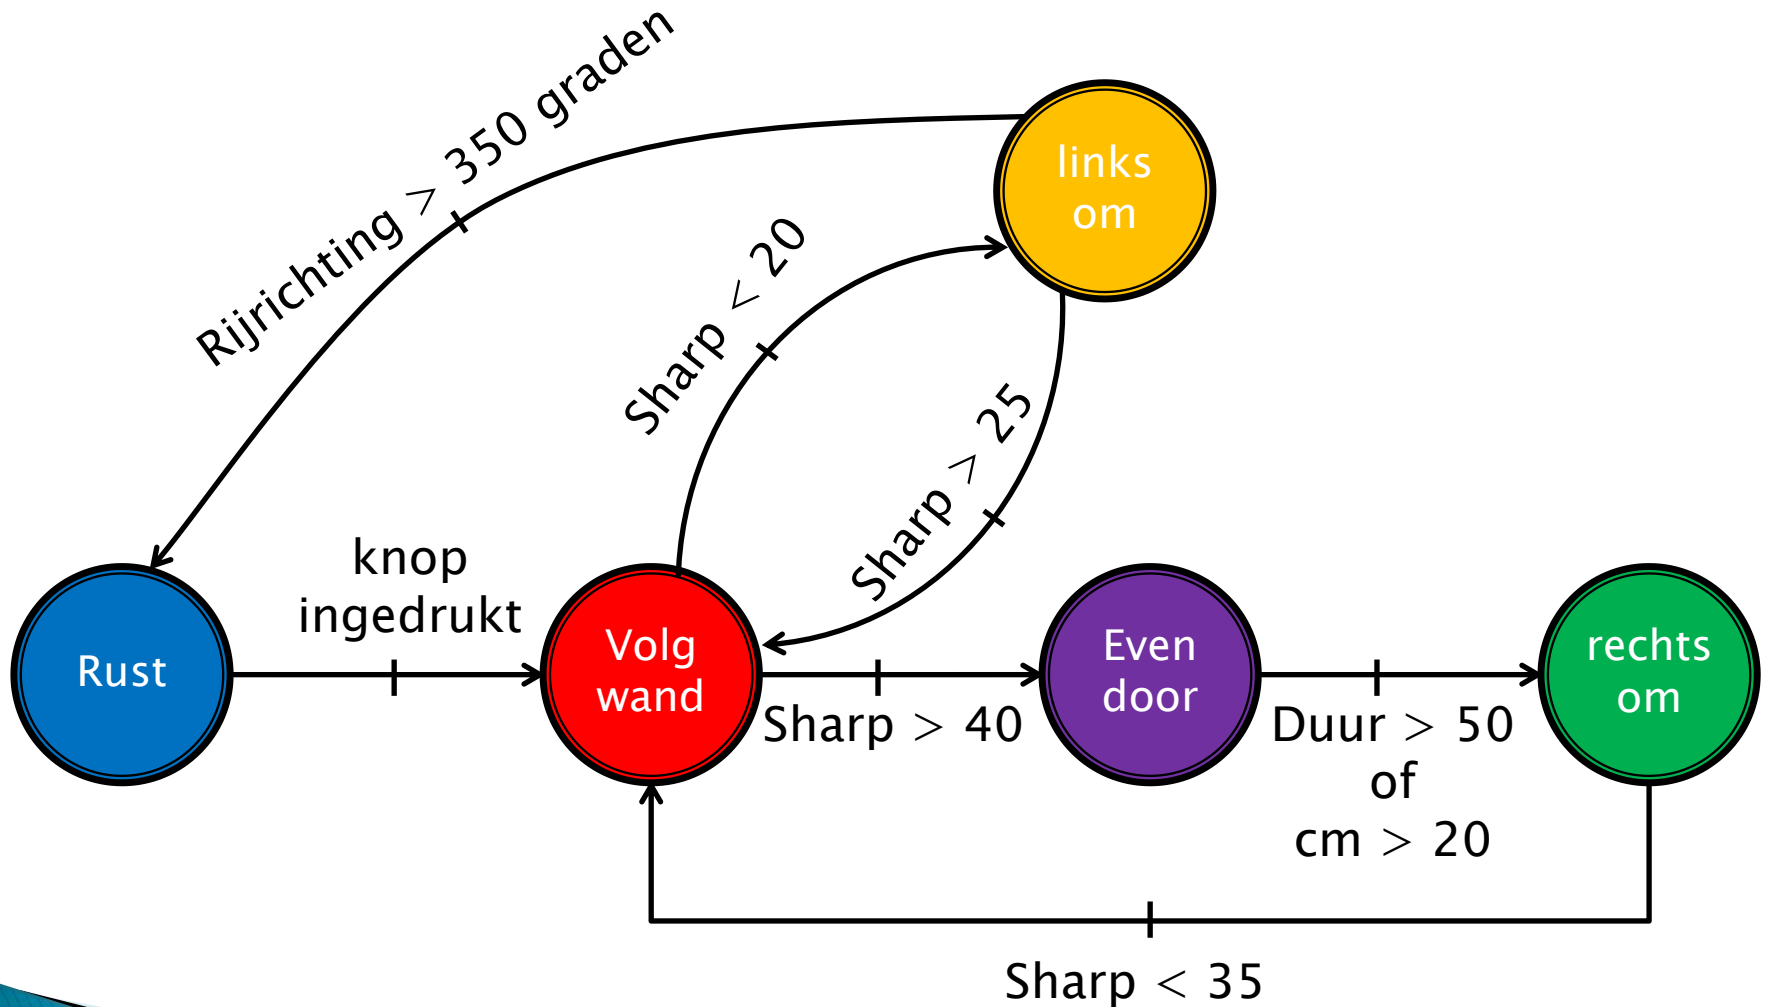 Rijrichting > 350 graden
links
om
Sharp < 20
Sharp > 25
knop
ingedrukt
Rust
Volg
wand
Sharp > 40
Even
door
Duur > 50
of
cm > 20
rechts
om
Sharp < 35